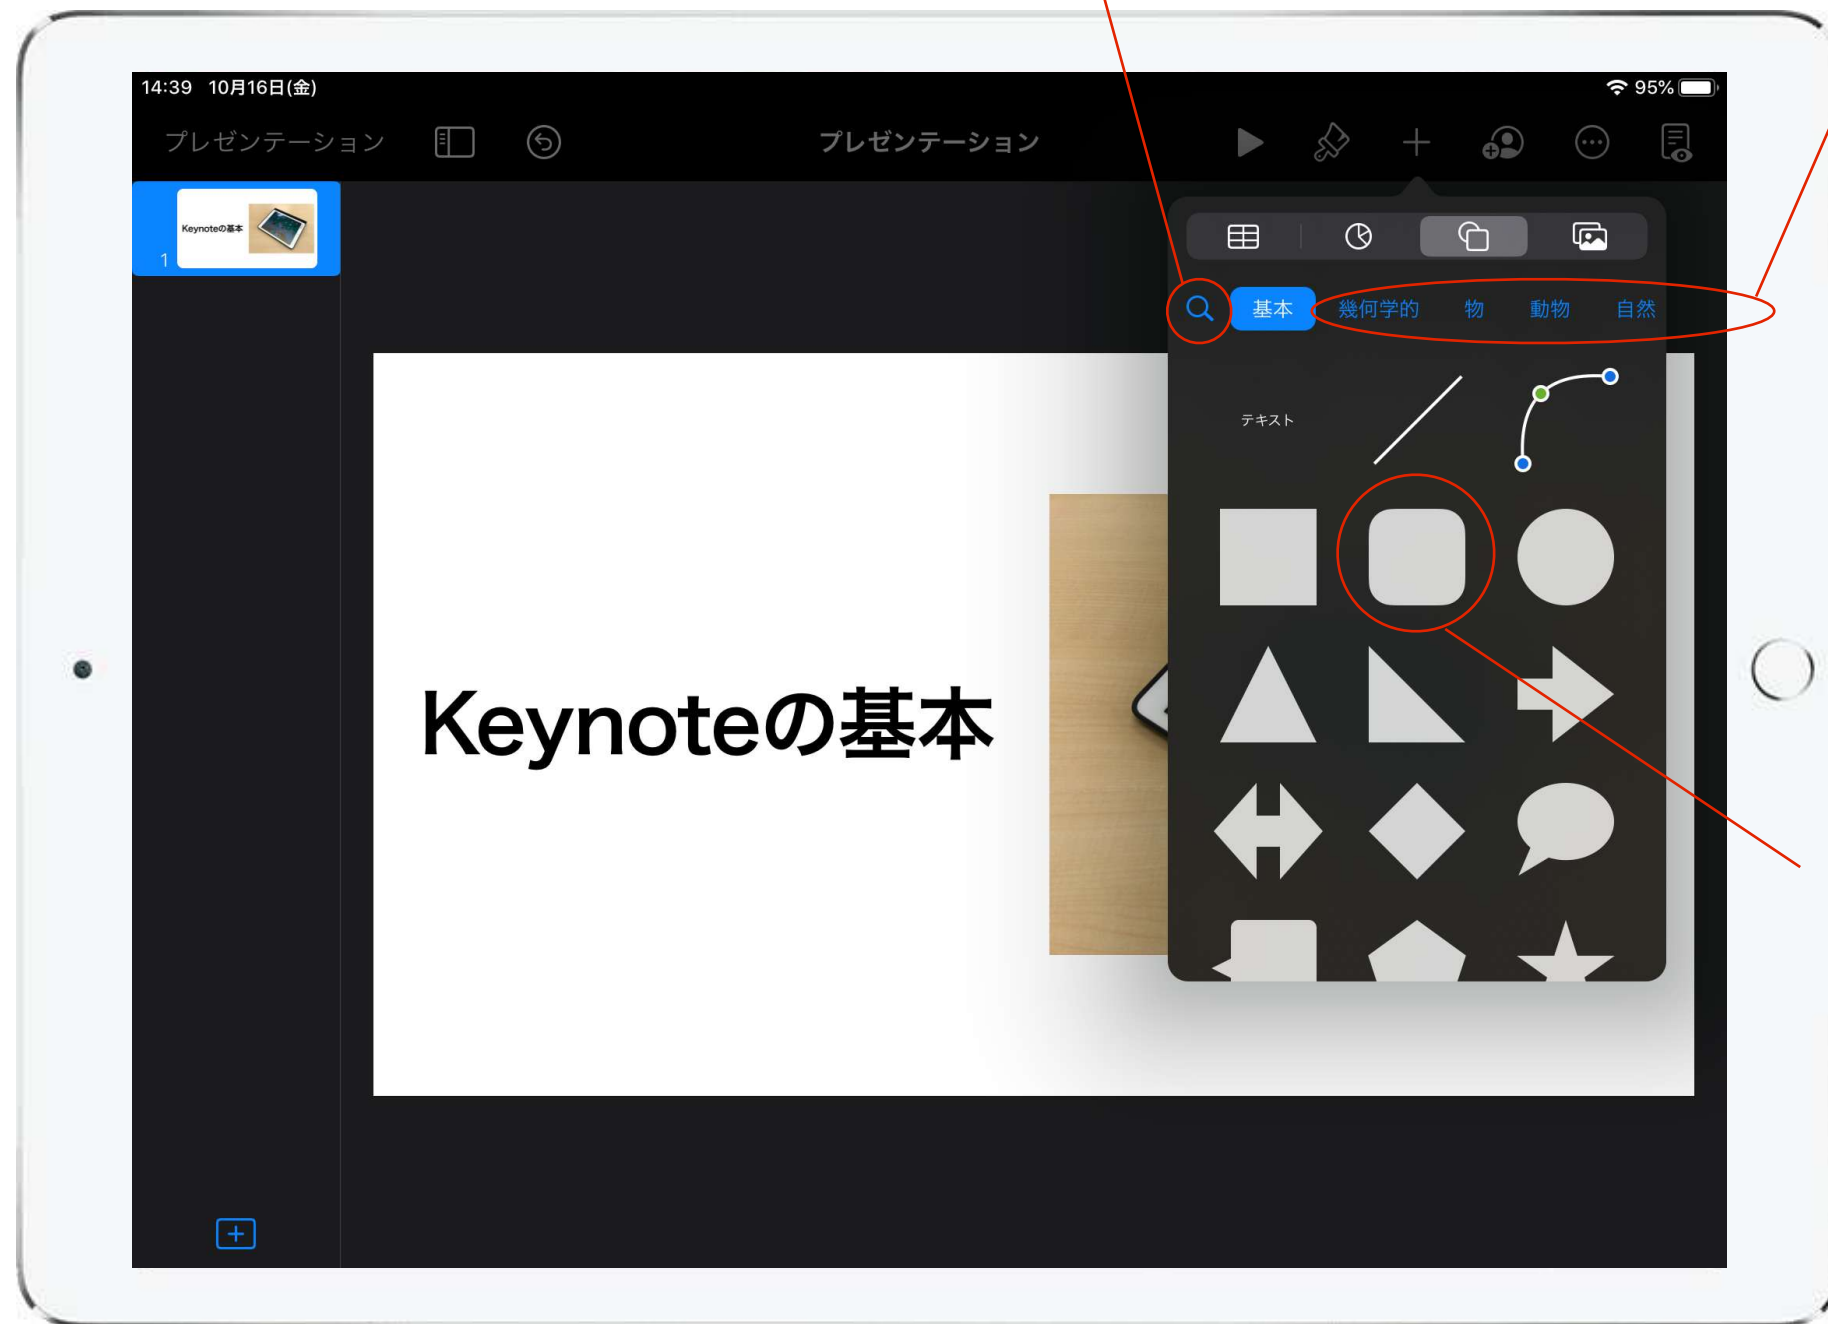 14:39 10月16日(金)
95%
プレゼンテーション
プレゼンテーション
Keynoteの基本
1
基本 幾何学的 物 動物 自然
テキスト
Keynoteの基本